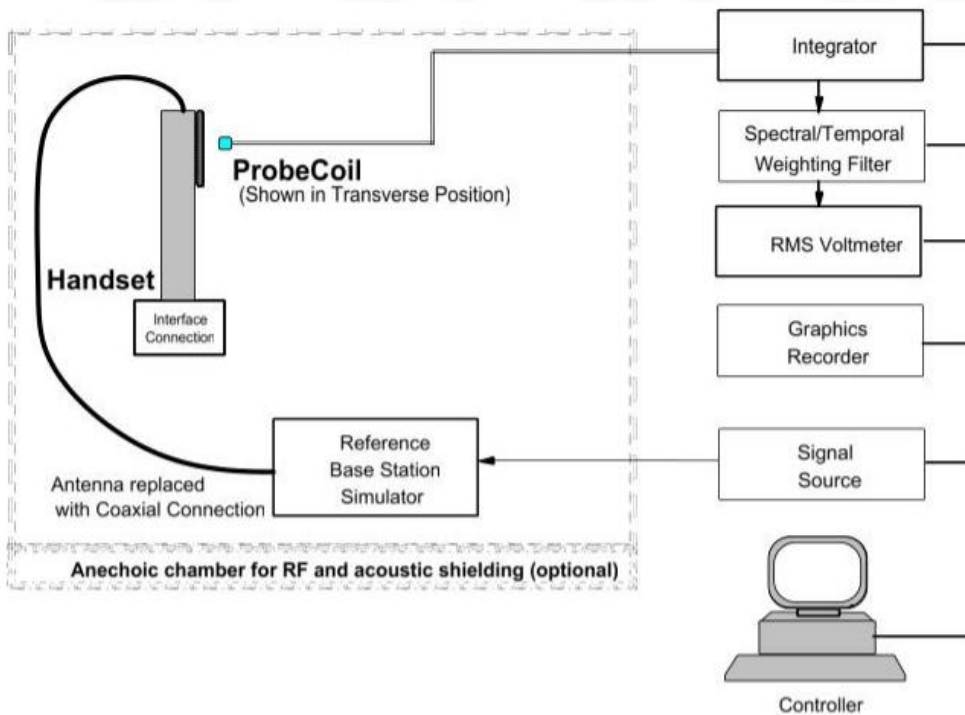 Integrator
Spectral/Temporal
Weighting Filter
ProbeCoil
(Shown in Transverse Position)
RMS Voltmeter
Handset
Interface
Connection
Graphics
Recorder
Reference
Base Station
Simulator
Signal
Source
Antenna replaced
with Coaxial Connection
Anechoic chamber for RF and acoustic shielding (optional)
Controller